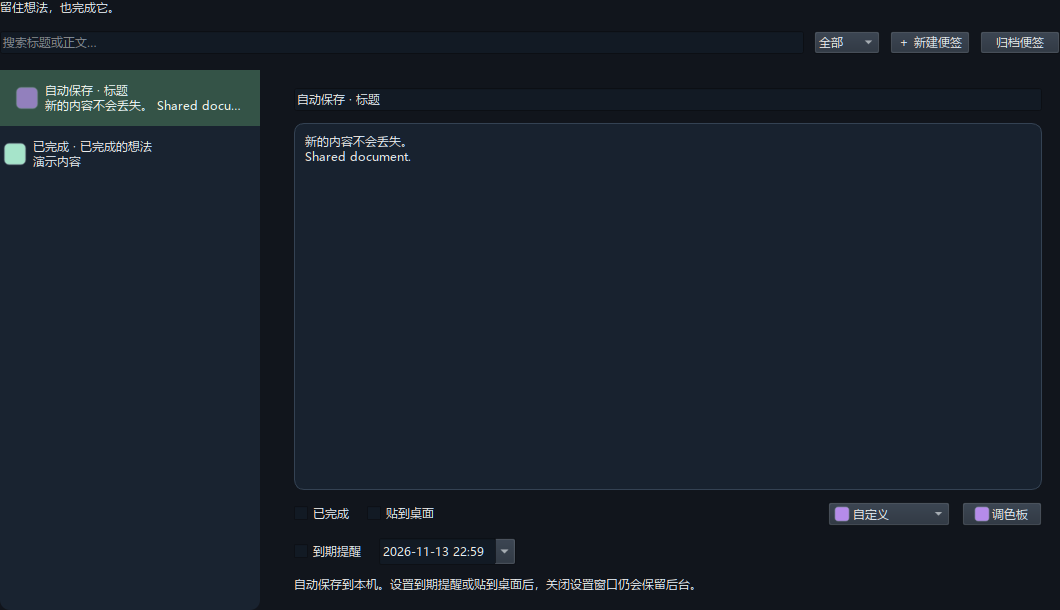 留住想法，也完成它。
搜索标题或正文...
全部
+ 新建便签
归档便签
自动保存 · 标题
新的内容不会丢失。 Shared docu...
已完成 · 已完成的想法
演示内容
自动保存 · 标题
新的内容不会丢失。
Shared document.
已完成
贴到桌面
自定义
调色板
到期提醒
2026-11-13 22:59
自动保存到本机。设置到期提醒或贴到桌面后，关闭设置窗口仍会保留后台。